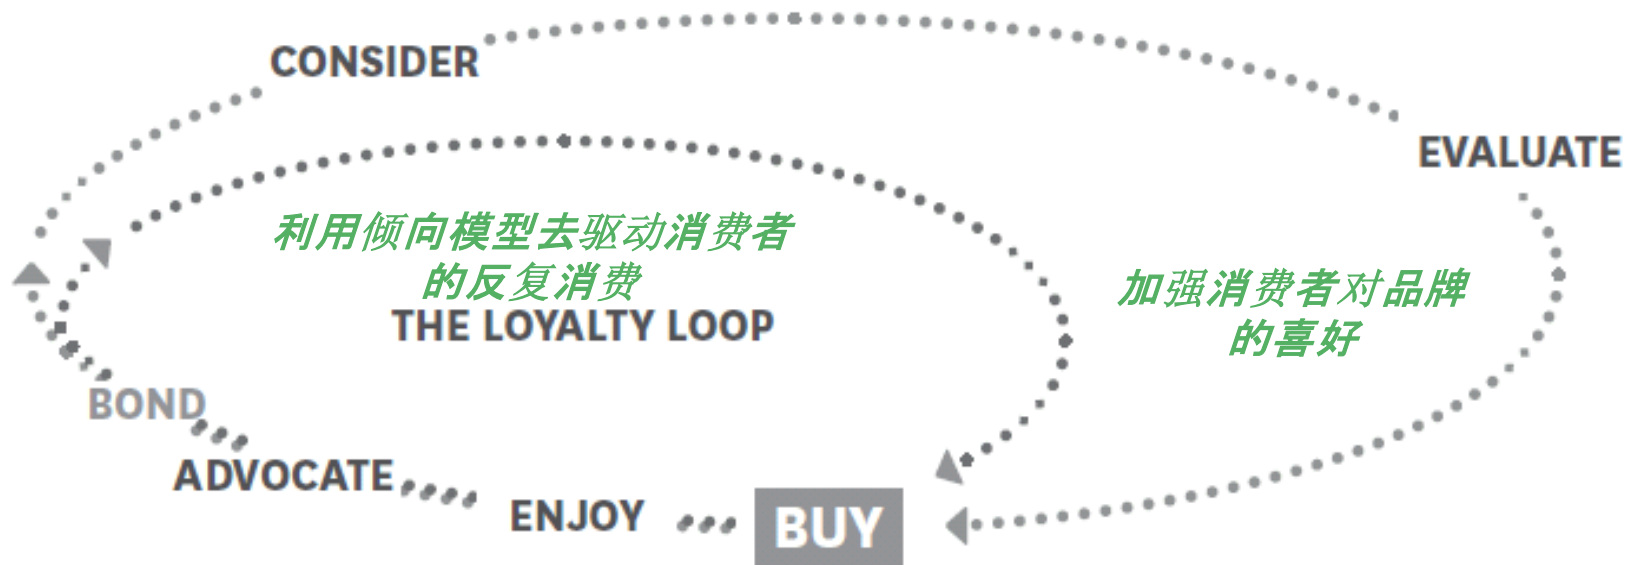 CONSIDER
EVALUATE
利用倾向模型去驱动消费者
的反复消费
THE LOYALTY LOOP
加强消费者对品牌
的喜好
BOND
ADVOCATE
ENJOY
BUY